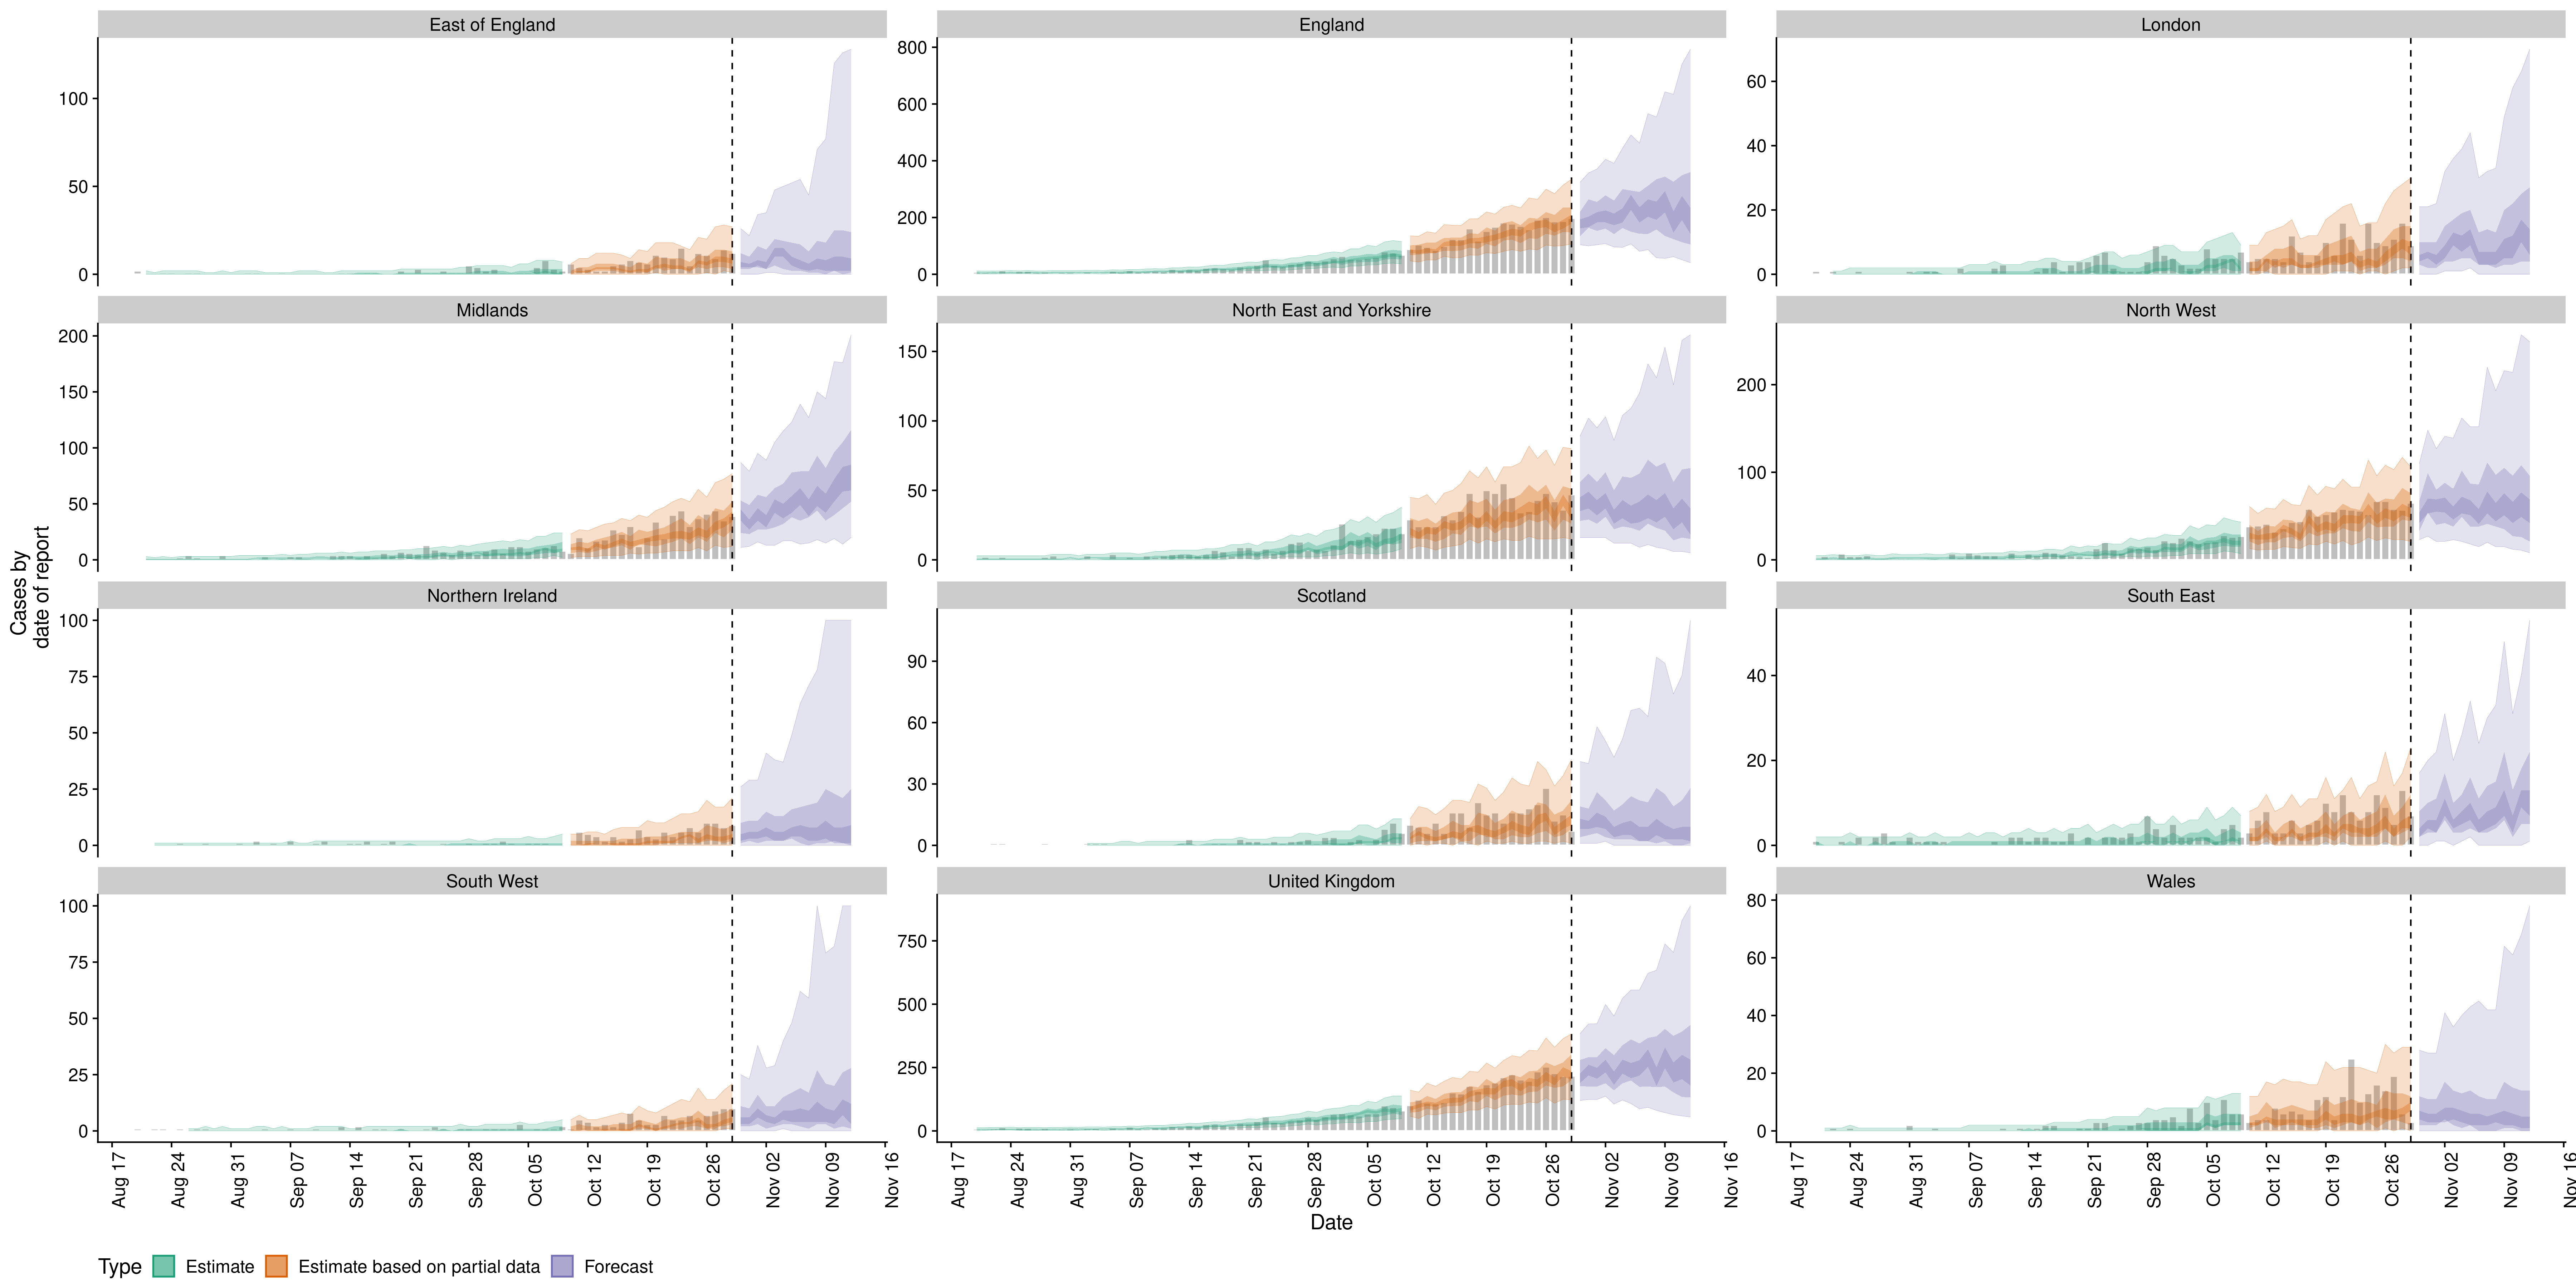 East of England
England
London
100
50
0
800
600
400
200
0
60
40
20
0
Midlands
North East and Yorkshire
North West
200
150
100
50
0
150
100
50
0
200
100
0
Northern Ireland
Scotland
South East
100
75
50
25
0
90
60
30
0
40
20
0
South West
United Kingdom
Wales
100
75
50
25
0
750
500
250
0
80
60
40
20
0
Cases by
date of report
Aug 17
Aug 24
Aug 31
Sep 07
Sep 14
Sep 21
Sep 28
Oct 05
Oct 12
Oct 19
Oct 26
Nov 02
Nov 09
Nov 16
Aug 17
Aug 24
Aug 31
Sep 07
Sep 14
Sep 21
Sep 28
Oct 05
Oct 12
Oct 19
Oct 26
Nov 02
Nov 09
Nov 16
Aug 17
Aug 24
Aug 31
Sep 07
Sep 14
Sep 21
Sep 28
Oct 05
Oct 12
Oct 19
Oct 26
Nov 02
Nov 09
Nov 16
Date
Type Estimate Estimate based on partial data Forecast